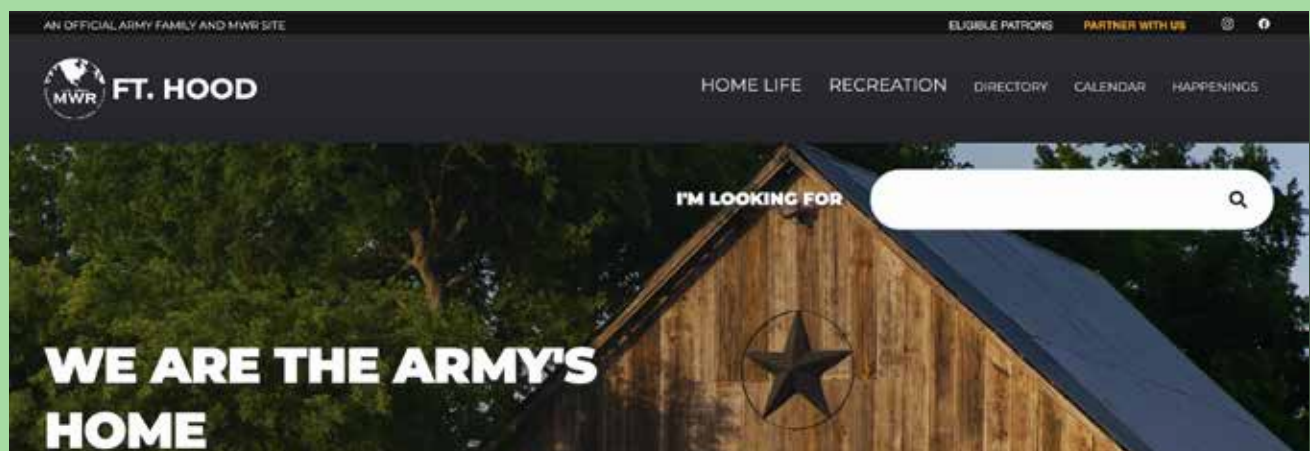 AN OFFICIAL ARMY FAMILY AND MWR SITE
ELIGIBLE PATRONS PARTNER WITH US
MWR FT. HOOD
HOME LIFE RECREATION DIRECTORY CALENDAR HAPPENINGS
I'M LOOKING FOR
WE ARE THE ARMY'S
HOME